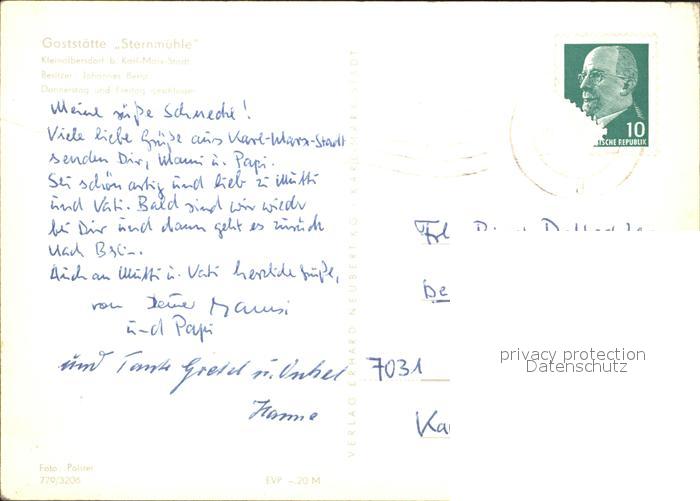 Gaststätte „Sternmühle"
Kleinolbersdorf b. Karl-Marx-Stadt
Besitzer: Johannes
Donnerstag und Freitag geschlossen
Meine süße Schnecke!
Viele liebe Grüße aus Karl-Marx-Stadt
senden Dir, Mami u. Papi.
Sei schön artig und lieb zu Mutti
und Vati. Bald sind wir wieder
bei Dir und dann geht es zurück
nach Bln.
Auch an Mutti u. Vati herzliche Grüße,
von Deiner Mami
und Papi
und Tante Gretel u. Onkel
Hanne
Foto: Polster
779/3206
EVP -.20 M
VERLAG ERHARD NEUBERT KG, KARL-MARX-STADT
10
SCHE REPUBLIK
Frl.
7031
privacy protection
Datenschutz